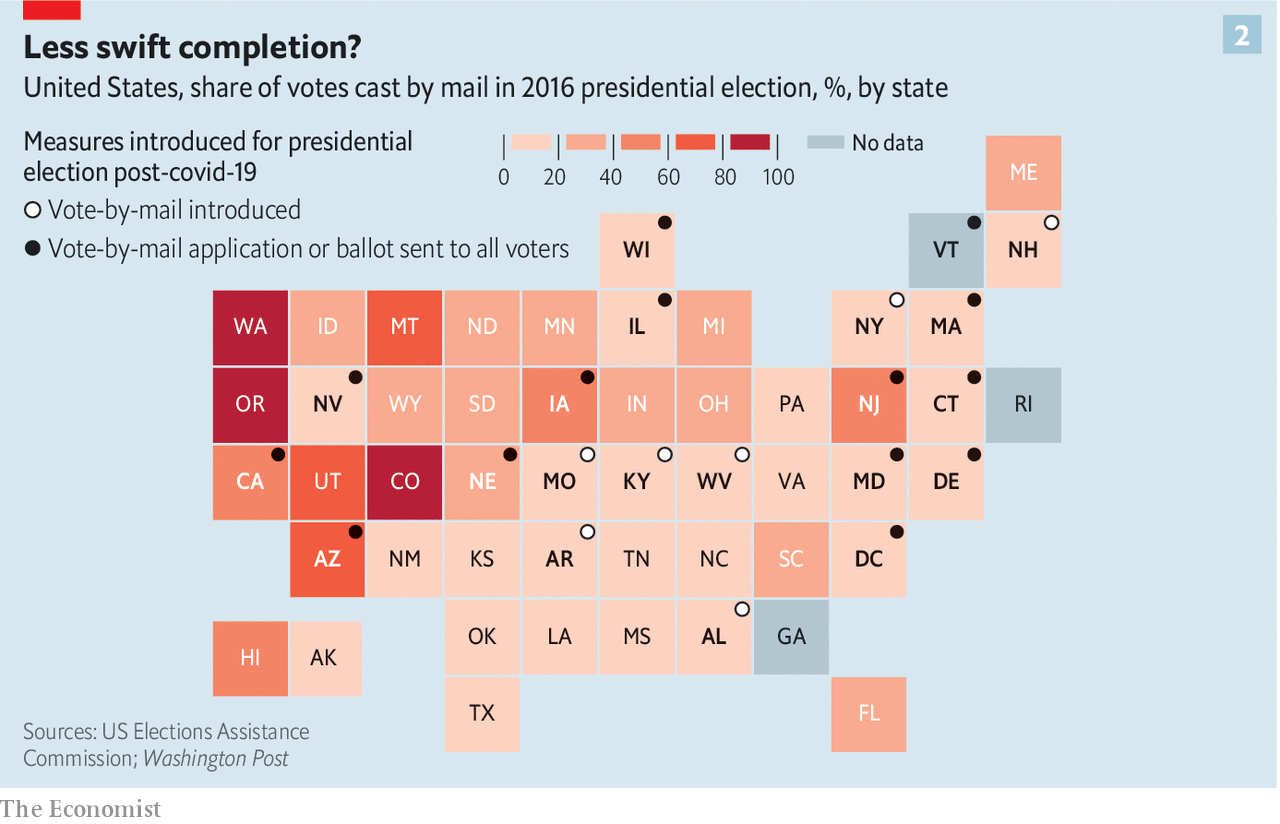 2
Less swift completion?
United States, share of votes cast by mail in 2016 presidential election, %, by state
Measures introduced for presidential
election post-covid-19
Vote-by-mail introduced
Vote-by-mail application or ballot sent to all voters
0 20 40 60 80 100
No data
ME
WI VT NH
WA ID MT ND MN IL MI NY MA
OR NV WY SD IA IN OH PA NJ CT RI
CA UT CO NE MO KY WV VA MD DE
AZ NM KS AR TN NC SC DC
OK LA MS AL GA
HI AK
TX FL
Sources: US Elections Assistance
Commission; Washington Post
The Economist